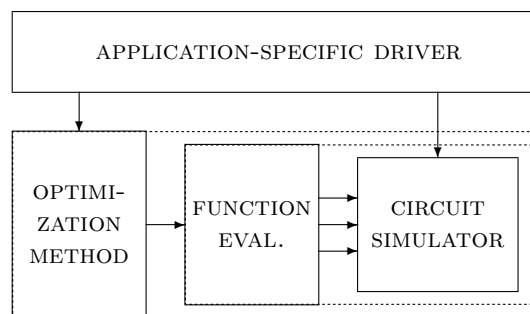 APPLICATION-SPECIFIC DRIVER
OPTIMI-
ZATION
METHOD
FUNCTION
EVAL.
CIRCUIT
SIMULATOR